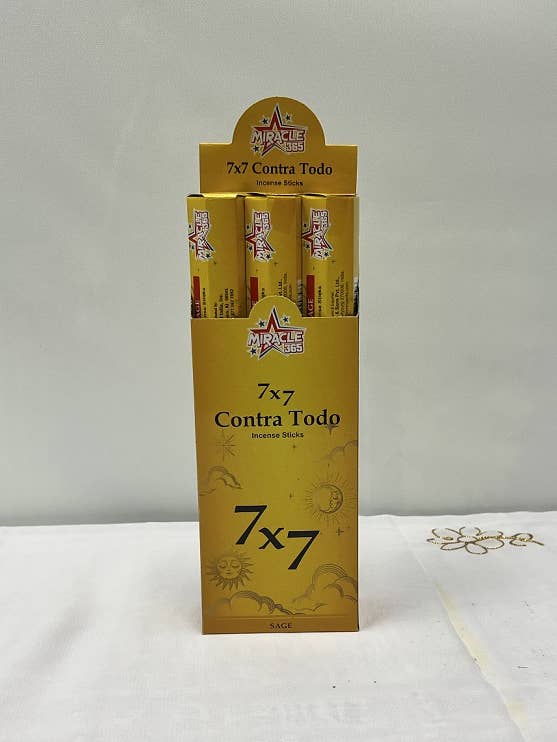 MIRACLE
365
7x7 Contra Todo
Incense Sticks
MIRACLE
365
MIRACLE
365
MIRACLE
365
MIRACLE
365
7x7
Contra Todo
Incense Sticks
7x7
SAGE